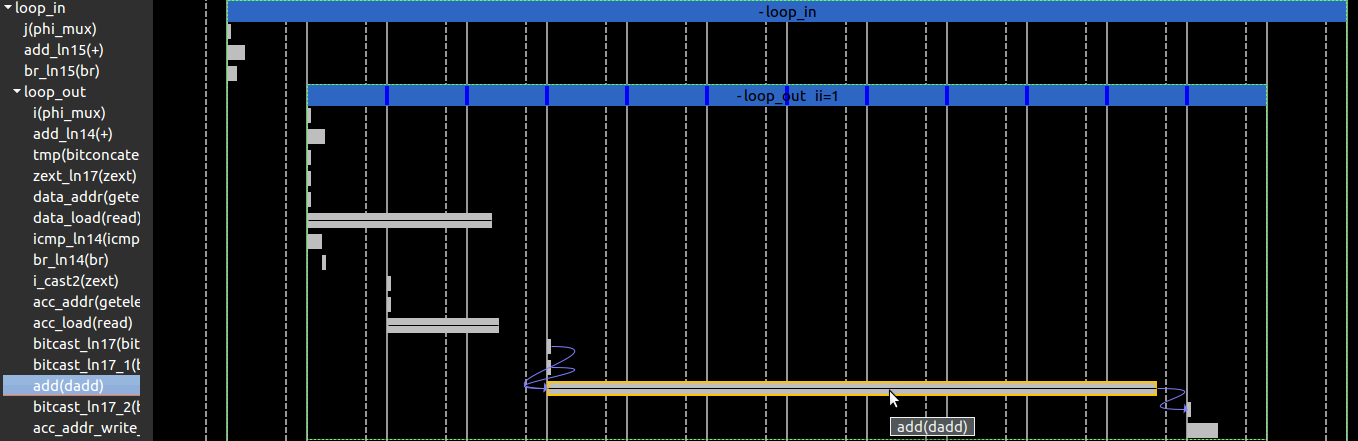 loop_in
-loop_in
j(phi_mux)
add_ln15(+)
br_ln15(br)
loop_out
-loop_out ii=1
i(phi_mux)
add_ln14(+)
tmp(bitconcate
zext_ln17(zext)
data_addr(gete
data_load(read)
icmp_ln14(icmp
br_ln14(br)
i_cast2(zext)
acc_addr(getele
acc_load(read)
bitcast_ln17(bit
bitcast_ln17_1(b
add(dadd)
bitcast_ln17_2(b
add(dadd)
acc_addr_write_